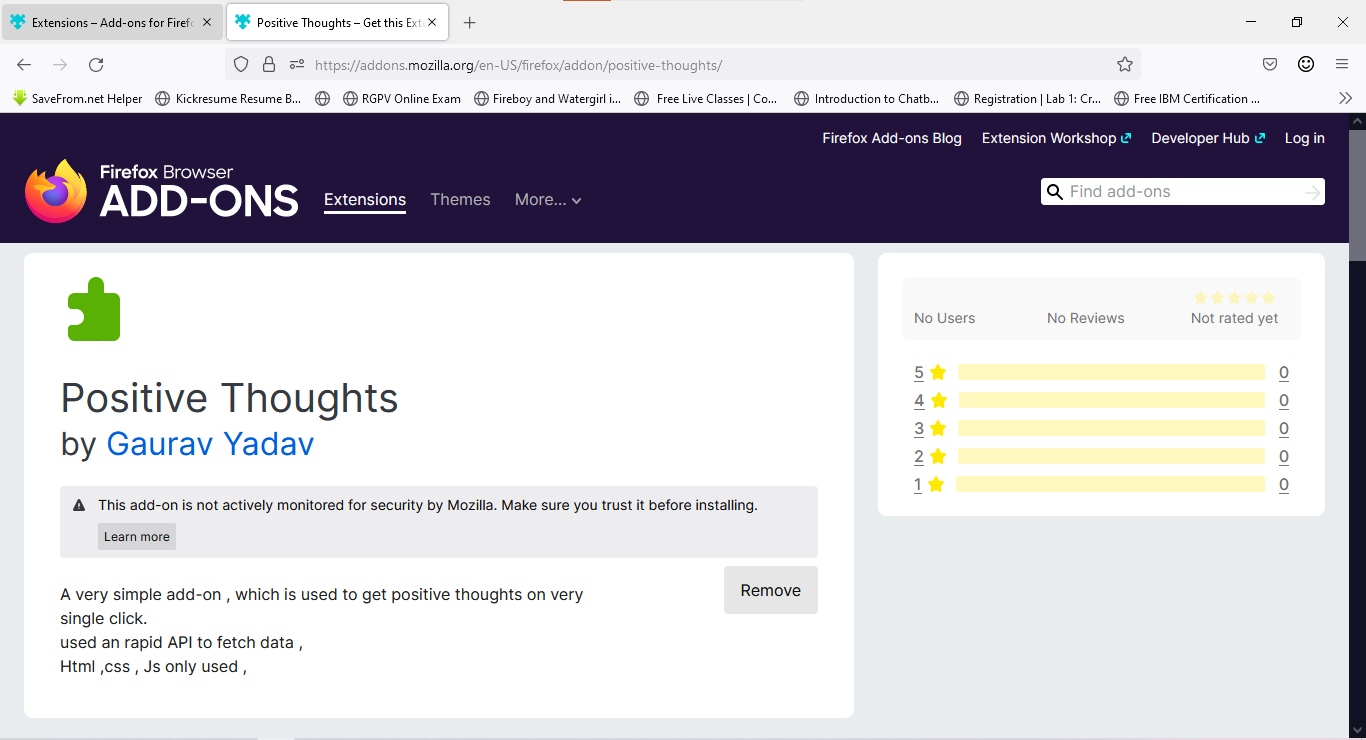 Extensions – Add-ons for Firef
Positive Thoughts – Get this Ext
https://addons.mozilla.org/en-US/firefox/addon/positive-thoughts/
SaveFrom.net Helper
Kickresume Resume B...
RGPV Online Exam
Fireboy and Watergirl i...
Free Live Classes | Co...
Introduction to Chatb...
Registration | Lab 1: Cr...
Free IBM Certification ...
Firefox Add-ons Blog
Extension Workshop
Developer Hub
Log in
Firefox Browser
ADD-ONS
Extensions
Themes
More...
Find add-ons
Positive Thoughts
by Gaurav Yadav
This add-on is not actively monitored for security by Mozilla. Make sure you trust it before installing.
Learn more
A very simple add-on , which is used to get positive thoughts on very
single click.
used an rapid API to fetch data ,
Html ,css , Js only used ,
Remove
No Users
No Reviews
Not rated yet
5 0
4 0
3 0
2 0
1 0